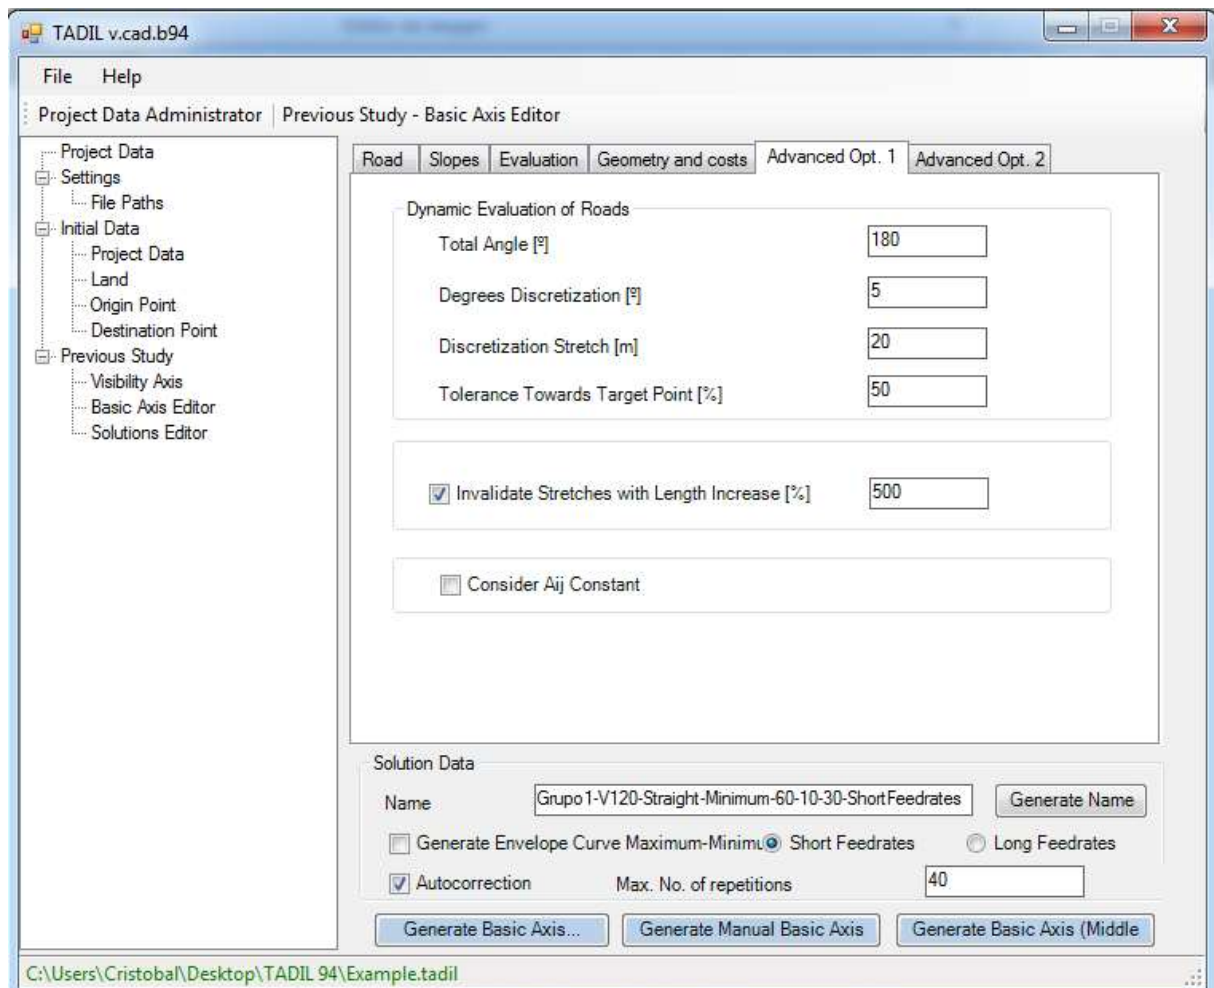 TADIL v.cad.b94
File Help
Project Data Administrator Previous Study - Basic Axis Editor
Project Data
Settings
File Paths
Initial Data
Project Data
Land
Origin Point
Destination Point
Previous Study
Visibility Axis
Basic Axis Editor
Solutions Editor
Road Slopes Evaluation Geometry and costs Advanced Opt. 1 Advanced Opt. 2
Dynamic Evaluation of Roads
Total Angle [º] 180
Degrees Discretization [º] 5
Discretization Stretch [m] 20
Tolerance Towards Target Point [%] 50
Invalidate Stretches with Length Increase [%] 500
Consider Aij Constant
Solution Data
Name Grupo1-V120-Straight-Minimum-60-10-30-ShortFeedrates Generate Name
Generate Envelope Curve Maximum-Minimu Short Feedrates Long Feedrates
Autocorrection Max. No. of repetitions 40
Generate Basic Axis... Generate Manual Basic Axis Generate Basic Axis (Middle
C:\Users\Cristobal\Desktop\TADIL 94\Example.tadil